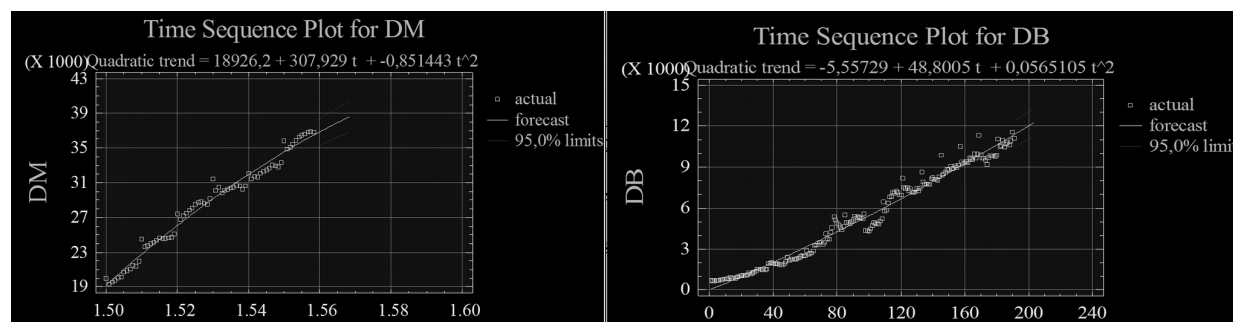 Time Sequence Plot for DM
(X 1000) Quadratic trend = 18926,2 + 307,929 t + -0,851443 t^2
43
39
35
31
27
23
19
DM
1.50 1.52 1.54 1.56 1.58 1.60
actual
forecast
95,0% limits
Time Sequence Plot for DB
(X 1000) Quadratic trend = -5,55729 + 48,8005 t + 0,0565105 t^2
15
12
9
6
3
0
DB
0 40 80 120 160 200 240
actual
forecast
95,0% limit